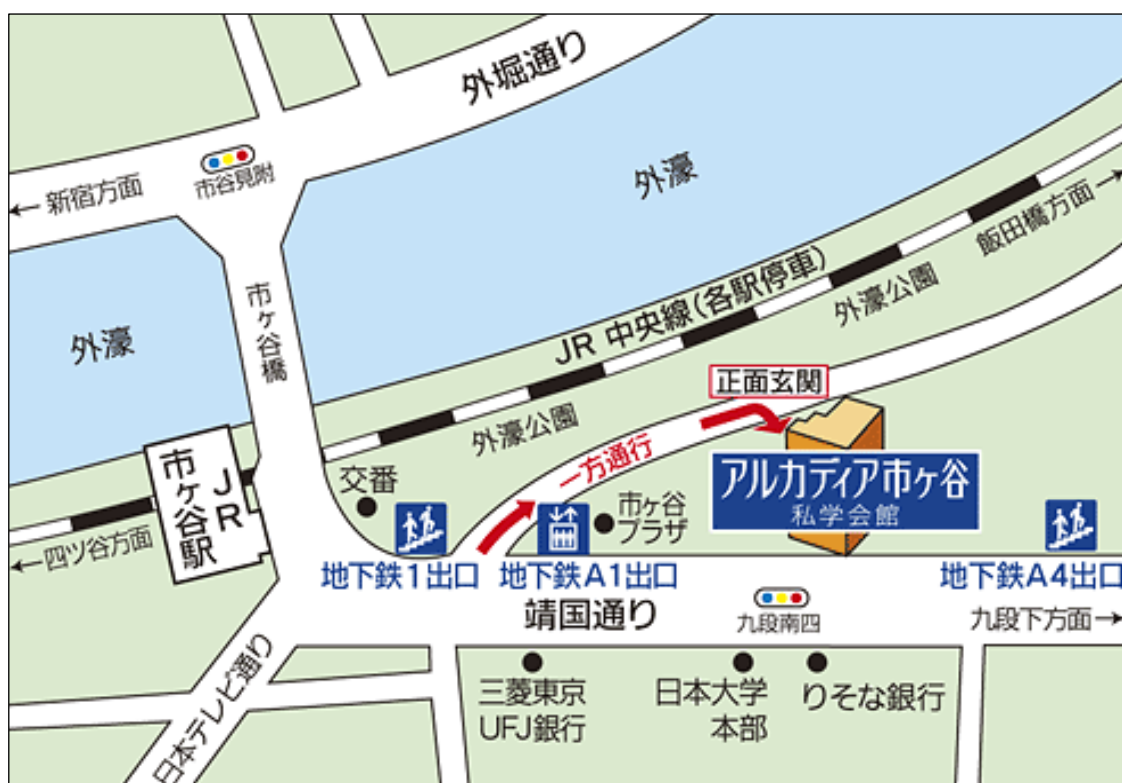 外堀通り
市谷見附
←新宿方面
外濠
飯田橋方面→
市ヶ谷橋
外濠
JR 中央線(各駅停車)
外濠公園
正面玄関
外濠公園
一方通行
JR
市ヶ谷駅
交番
市ヶ谷
プラザ
アルカディア市ヶ谷
私学会館
←四ツ谷方面
地下鉄1出口
地下鉄A1出口
地下鉄A4出口
靖国通り
九段南四
九段下方面→
日本テレビ通り
三菱東京
UFJ銀行
日本大学
本部
りそな銀行